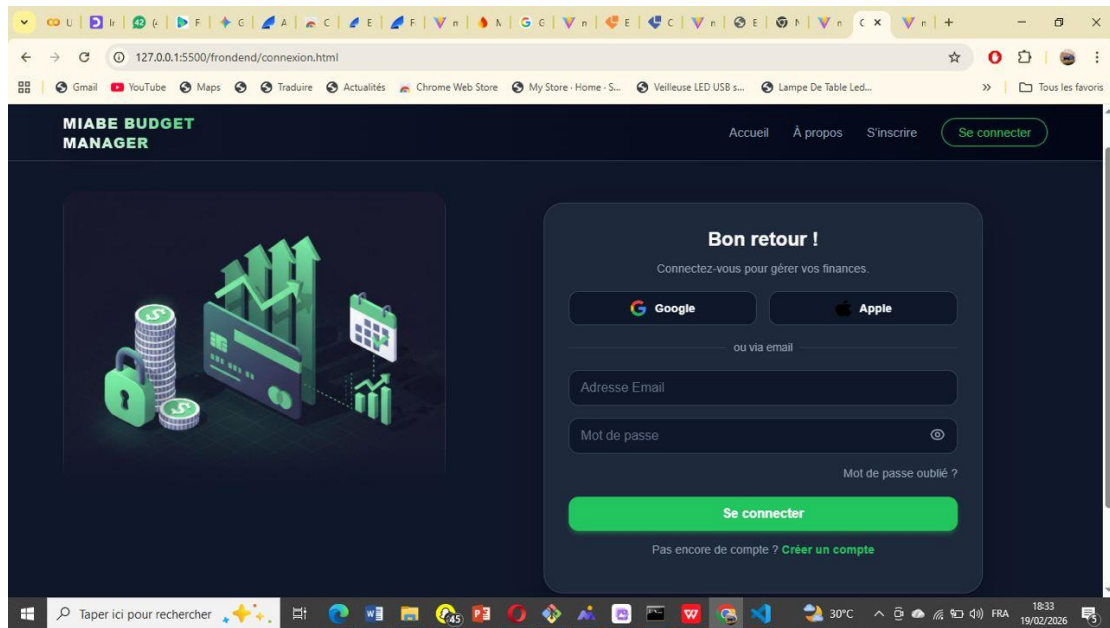 127.0.0.1:5500/frondend/connexion.html
Gmail YouTube Maps Traduire Actualités Chrome Web Store My Store - Home - S... Veilleuse LED USB s... Lampe De Table Led... » Tous les favoris
MIABE BUDGET
MANAGER
Accueil À propos S'inscrire Se connecter
Bon retour !
Connectez-vous pour gérer vos finances.
Google Apple
ou via email
Adresse Email
Mot de passe
Mot de passe oublié ?
Se connecter
Pas encore de compte ? Créer un compte
Taper ici pour rechercher 45 30°C FRA 18:33
19/02/2026 5